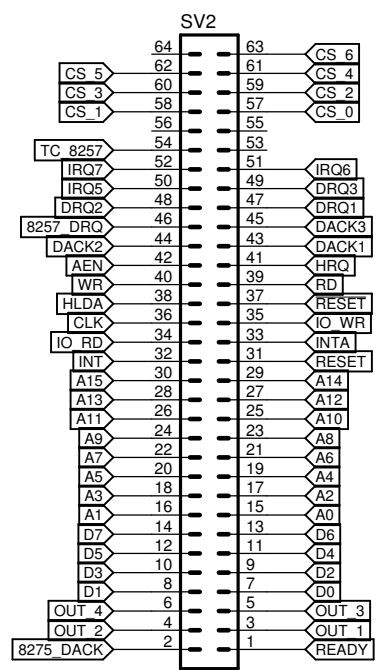 SV2
64 63 CS_6
CS_5 62 61 CS_4
CS_3 60 59 CS_2
CS_1 58 57 CS_0
56 55
TC_8257 54 53
IRQ7 52 51 IRQ6
IRQ5 50 49 DRQ3
DRQ2 48 47 DRQ1
8257_DRQ 46 45 DACK3
DACK2 44 43 DACK1
AEN 42 41 HRQ
WR 40 39 RD
HLDA 38 37 RESET
CLK 36 35 IO_WR
IO_RD 34 33 INTA
INT 32 31 RESET
A15 30 29 A14
A13 28 27 A12
A11 26 25 A10
A9 24 23 A8
A7 22 21 A6
A5 20 19 A4
A3 18 17 A2
A1 16 15 A0
D7 14 13 D6
D5 12 11 D4
D3 10 9 D2
D1 8 7 D0
OUT_4 6 5 OUT_3
OUT_2 4 3 OUT_1
8275_DACK 2 1 READY